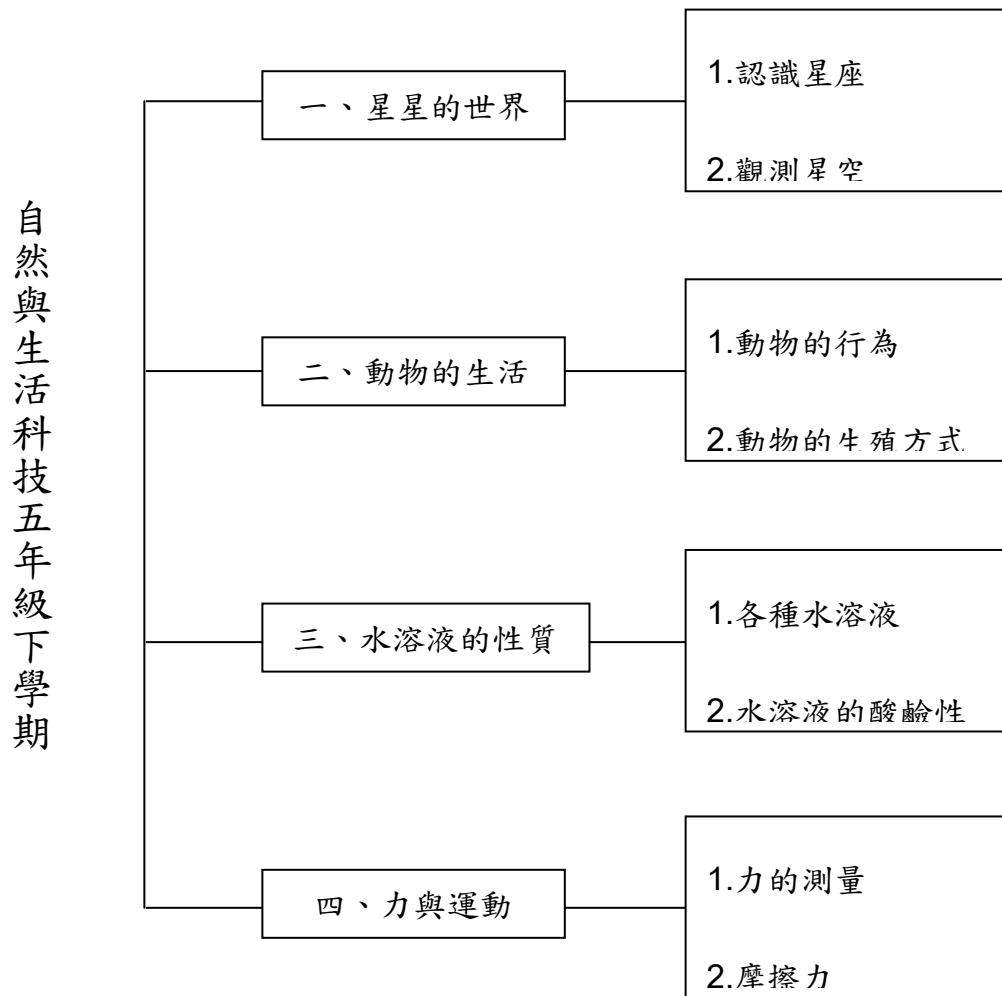 自然與生活科技五年級下學期
一、星星的世界
1.認識星座
2.觀測星空
二、動物的生活
1.動物的行為
2.動物的生殖方式
三、水溶液的性質
1.各種水溶液
2.水溶液的酸鹼性
四、力與運動
1.力的測量
2.摩擦力